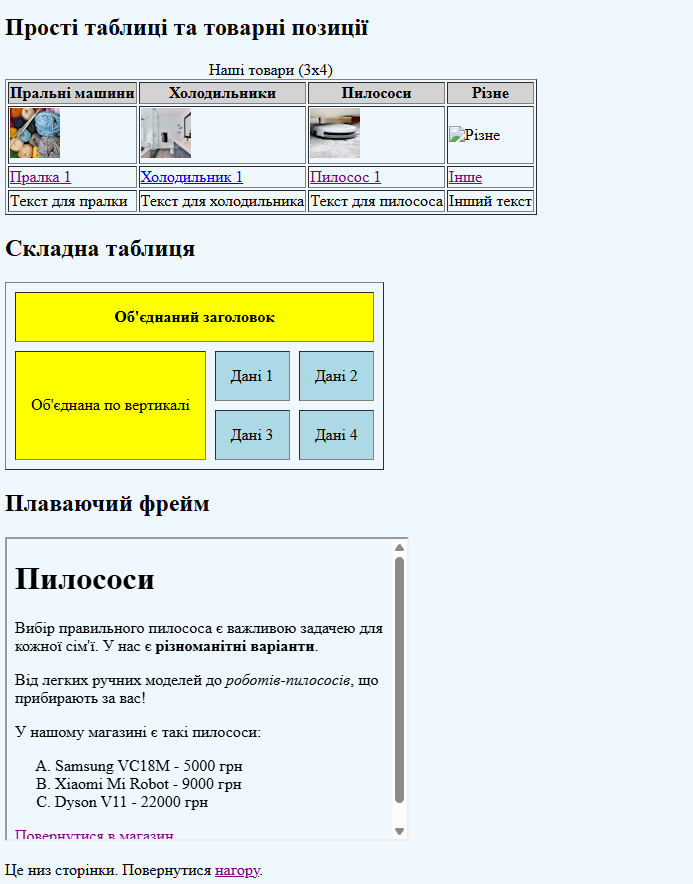 Прості таблиці та товарні позиції
Наші товари (3x4)
Пральні машини Холодильники Пилососи Різне
Різне
Пралка 1 Холодильник 1 Пилосос 1 Інше
Текст для пралки Текст для холодильника Текст для пилососа Інший текст
Складна таблиця
Об'єднаний заголовок
Об'єднана по вертикалі Дані 1 Дані 2
Дані 3 Дані 4
Плаваючий фрейм
Пилососи
Вибір правильного пилососа є важливою задачею для
кожної сім'ї. У нас є різноманітні варіанти.
Від легких ручних моделей до роботів-пилососів, що
прибирають за вас!
У нашому магазині є такі пилососи:
A. Samsung VC18M - 5000 грн
B. Xiaomi Mi Robot - 9000 грн
C. Dyson V11 - 22000 грн
Повернутися в магазин
Це низ сторінки. Повернутися нагору.